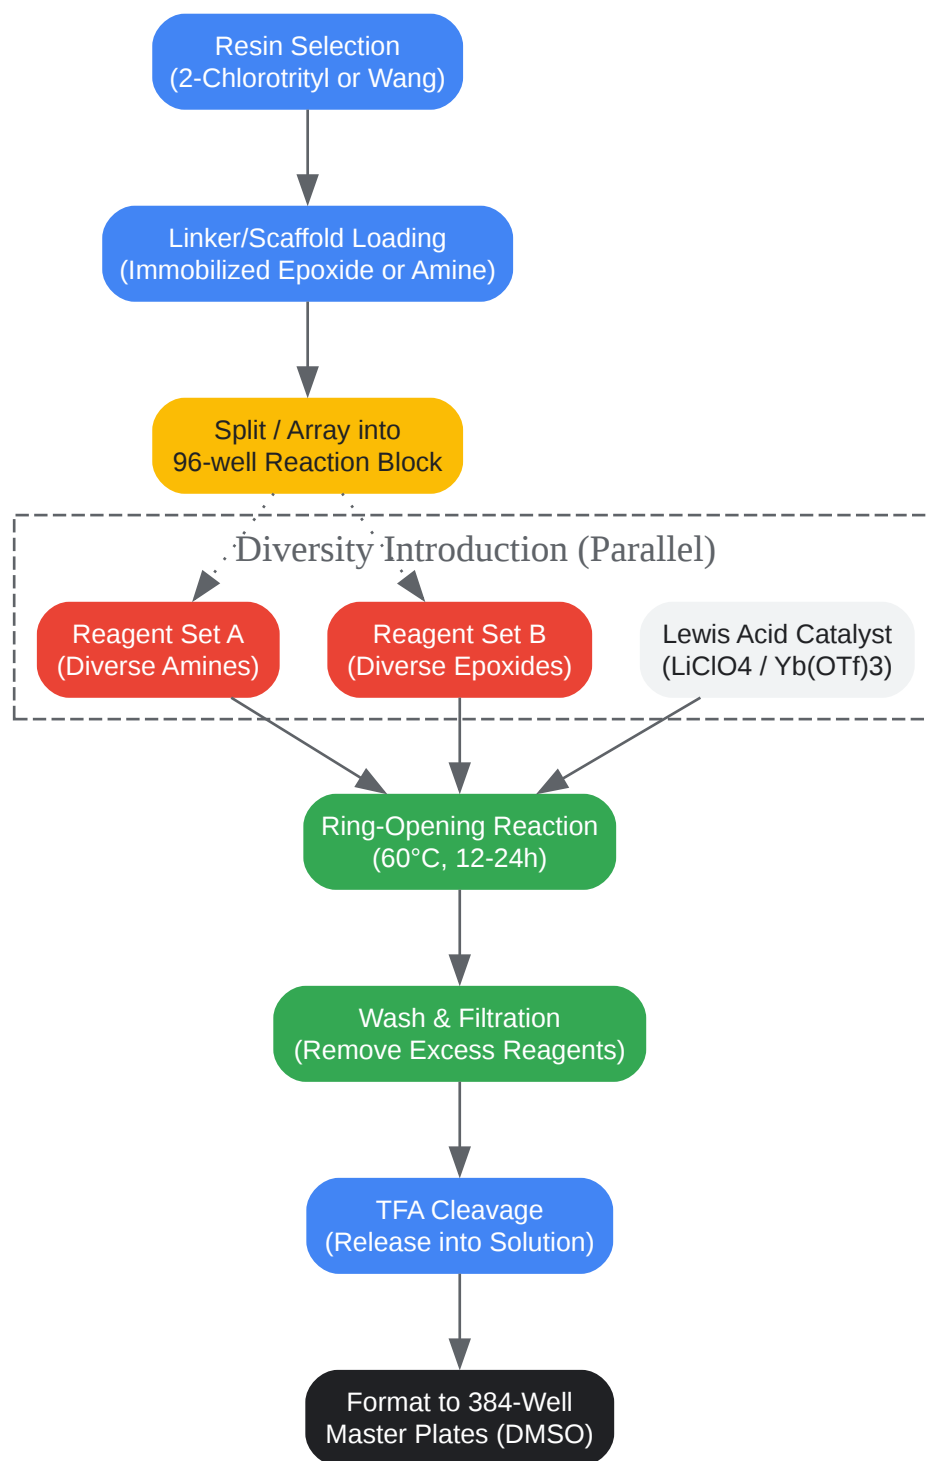 Resin Selection
(2-Chlorotrityl or Wang)
Linker/Scaffold Loading
(Immobilized Epoxide or Amine)
Split / Array into
96-well Reaction Block
Diversity Introduction (Parallel)
Reagent Set A
(Diverse Amines)
Reagent Set B
(Diverse Epoxides)
Lewis Acid Catalyst
(LiClO4 / Yb(OTf)3)
Ring-Opening Reaction
(60°C, 12-24h)
Wash & Filtration
(Remove Excess Reagents)
TFA Cleavage
(Release into Solution)
Format to 384-Well
Master Plates (DMSO)